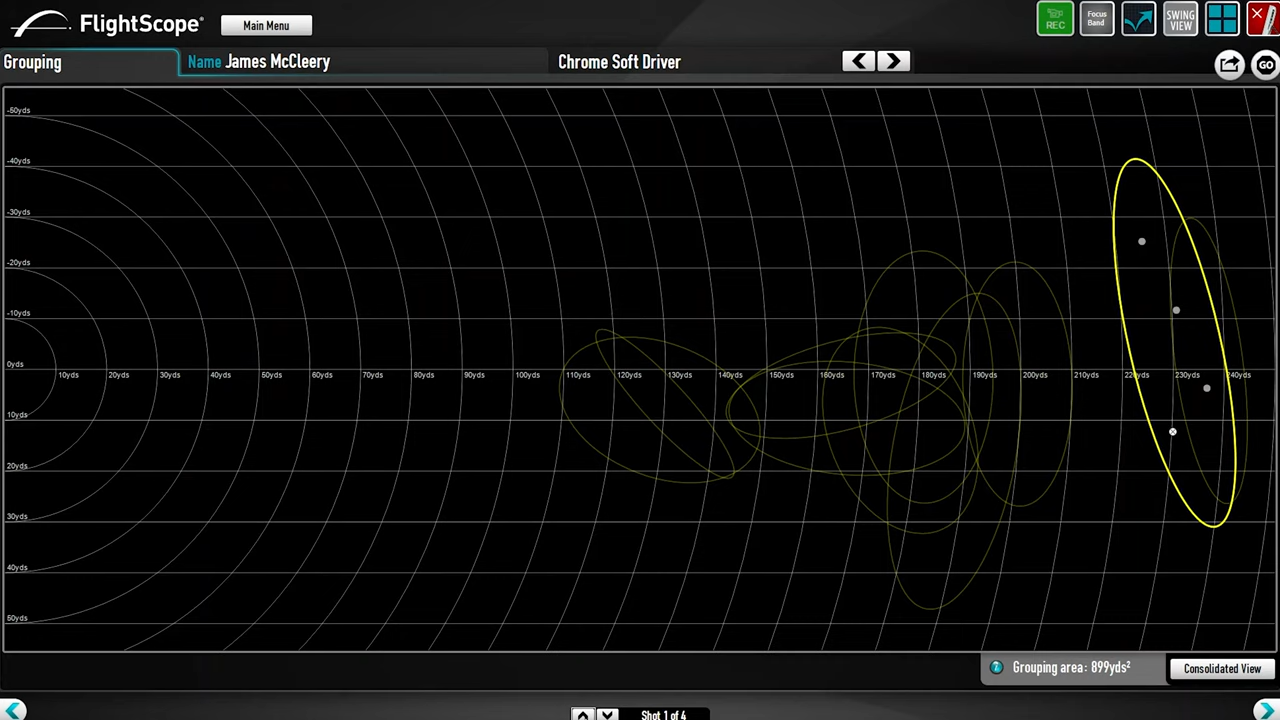 FlightScope®
Main Menu
REC
Focus Band
SWING VIEW
Grouping
Name James McCleery
Chrome Soft Driver
GO
-50yds
-40yds
-30yds
-20yds
-10yds
0yds
10yds 20yds 30yds 40yds 50yds 60yds 70yds 80yds 90yds 100yds 110yds 120yds 130yds 140yds 150yds 160yds 170yds 180yds 190yds 200yds 210yds 220yds 230yds 240yds
10yds
20yds
30yds
40yds
50yds
Grouping area: 899yds²
Consolidated View
Shot 1 of 4